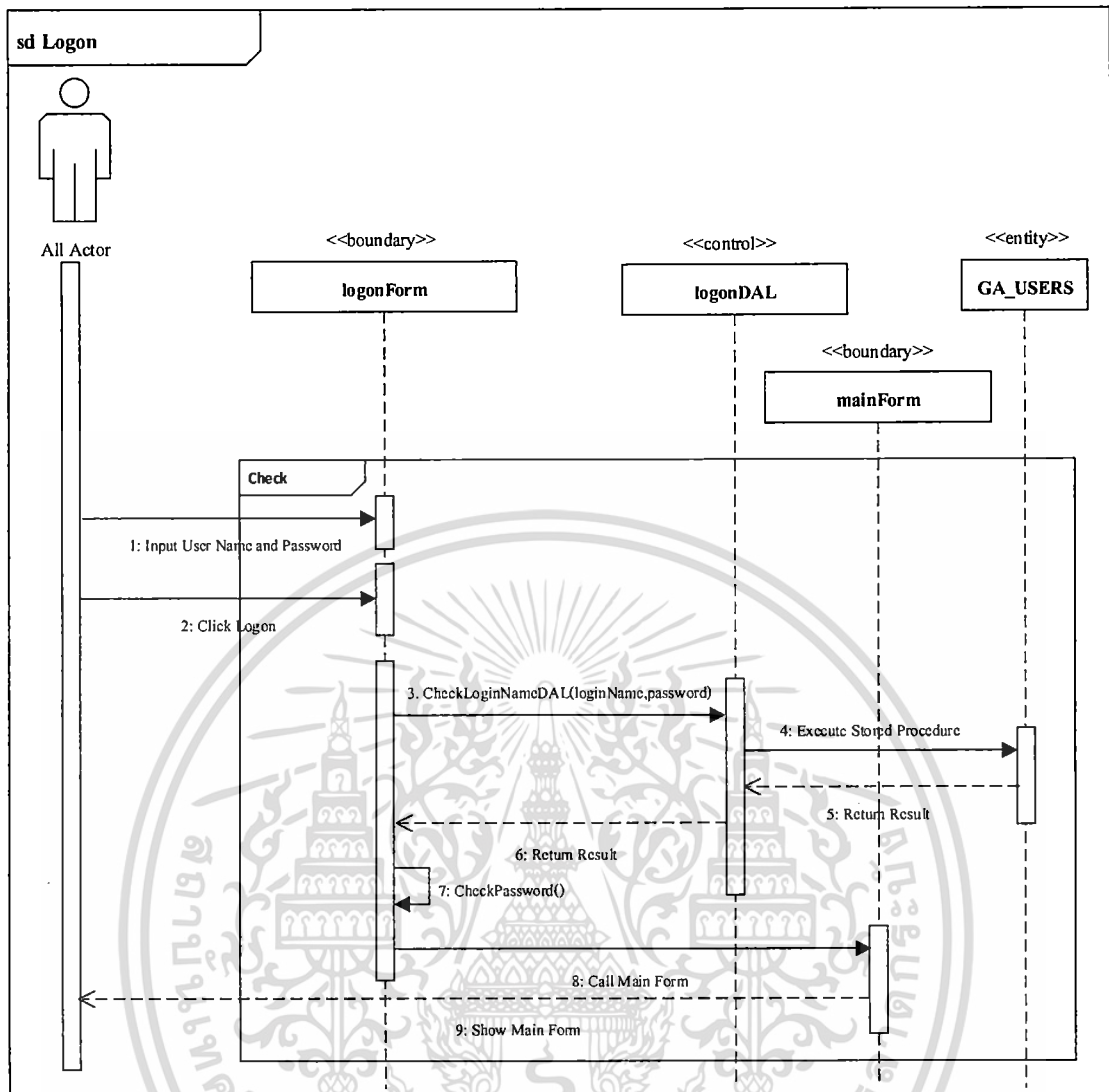 sd Logon
All Actor
<<boundary>>
logonForm
<<control>>
logonDAL
<<entity>>
GA_USERS
<<boundary>>
mainForm
Check
1: Input User Name and Password
2: Click Logon
3. CheckLoginNameDAL(loginName,password)
4: Execute Stored Procedure
5: Return Result
6: Return Result
7: CheckPassword()
8: Call Main Form
9: Show Main Form